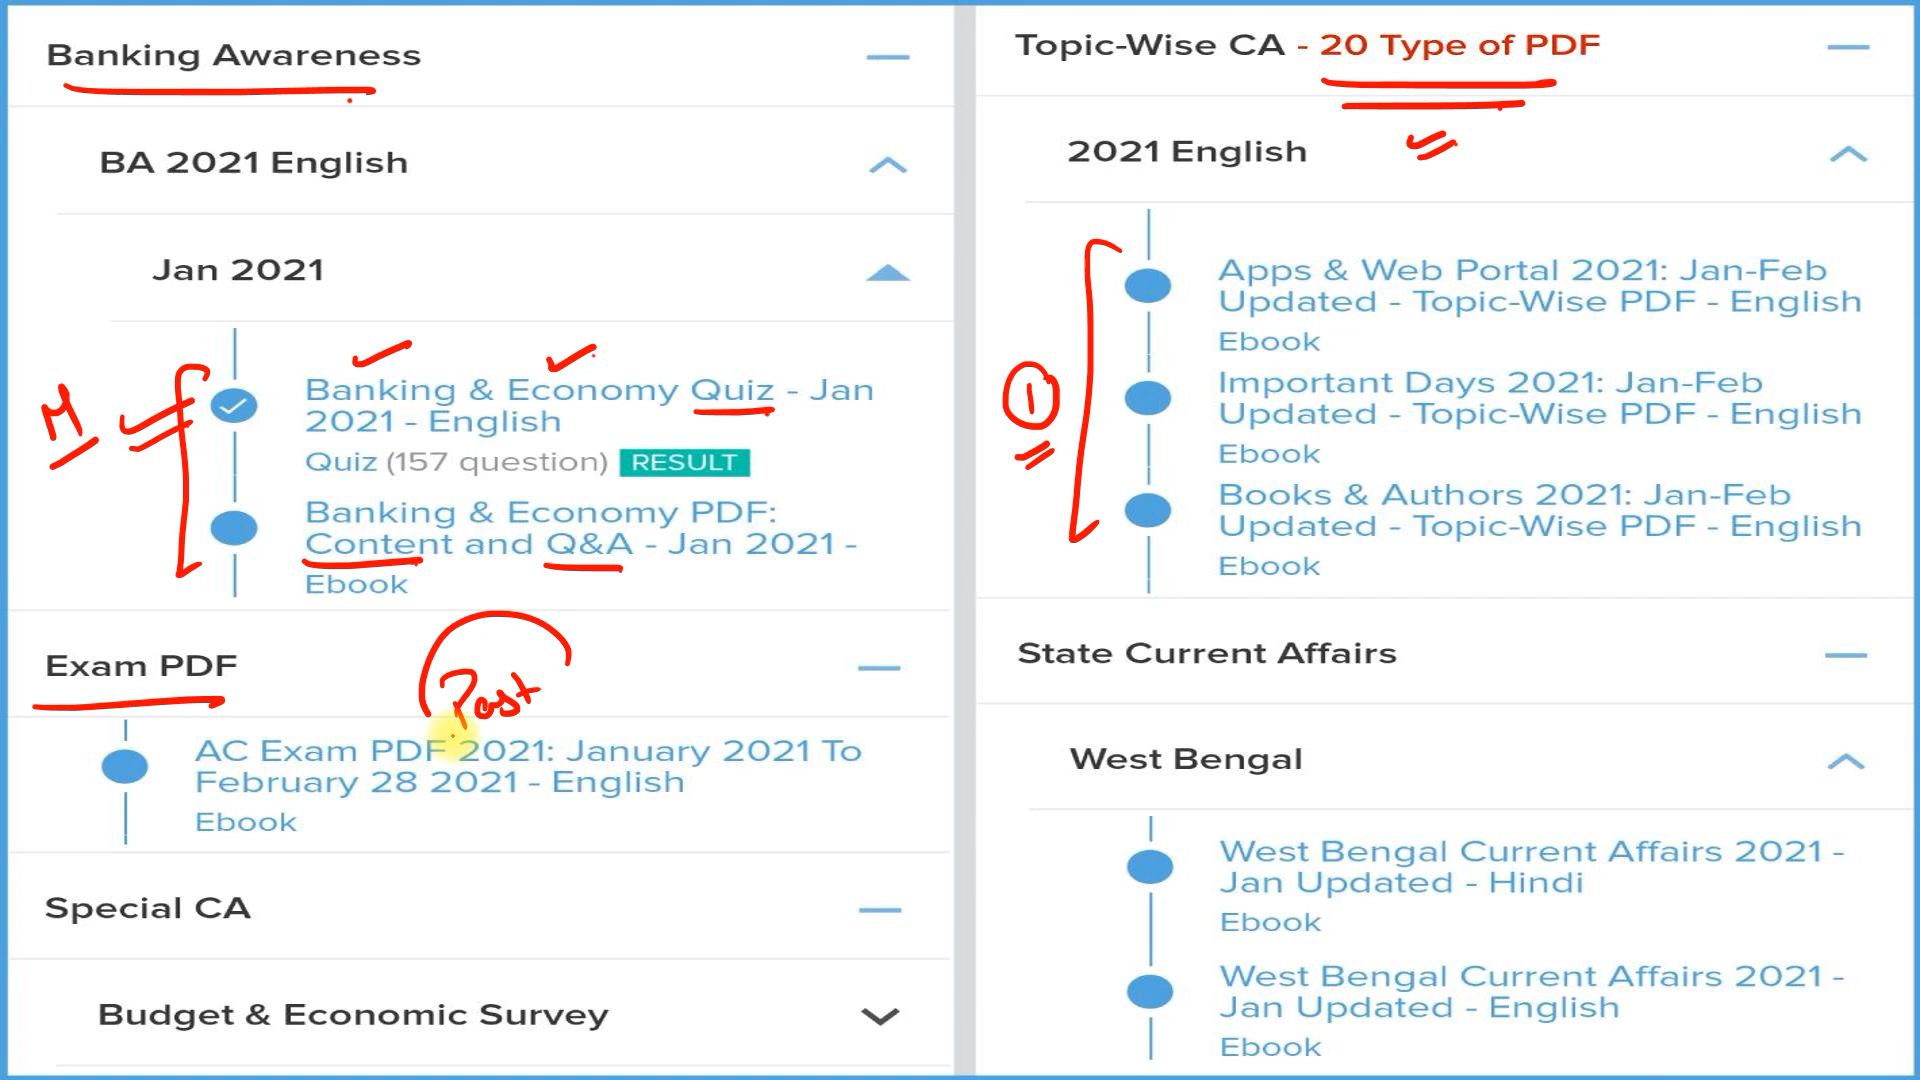 Banking Awareness
BA 2021 English
Jan 2021
M
Banking & Economy Quiz - Jan
2021 - English
Quiz (157 question) RESULT
Banking & Economy PDF:
Content and Q&A - Jan 2021 -
Ebook
Exam PDF
Past
AC Exam PDF 2021: January 2021 To
February 28 2021 - English
Ebook
Special CA
Budget & Economic Survey
Topic-Wise CA - 20 Type of PDF
2021 English
1
Apps & Web Portal 2021: Jan-Feb
Updated - Topic-Wise PDF - English
Ebook
Important Days 2021: Jan-Feb
Updated - Topic-Wise PDF - English
Ebook
Books & Authors 2021: Jan-Feb
Updated - Topic-Wise PDF - English
Ebook
State Current Affairs
West Bengal
West Bengal Current Affairs 2021 -
Jan Updated - Hindi
Ebook
West Bengal Current Affairs 2021 -
Jan Updated - English
Ebook